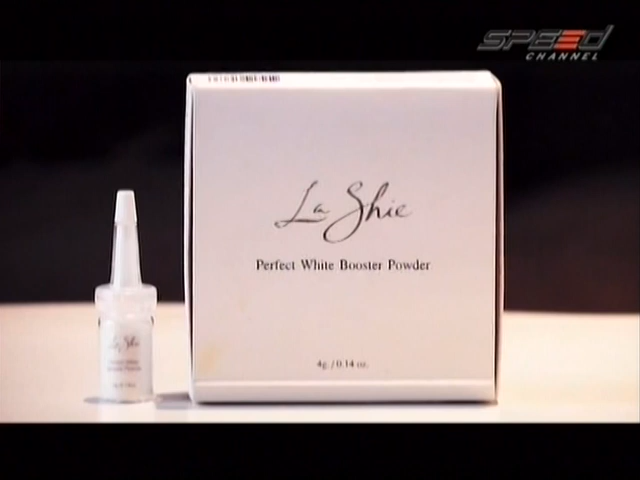 SPEED
CHANNEL
La Shie
Perfect White Booster Powder
4g. / 0.14 oz.
La Shie